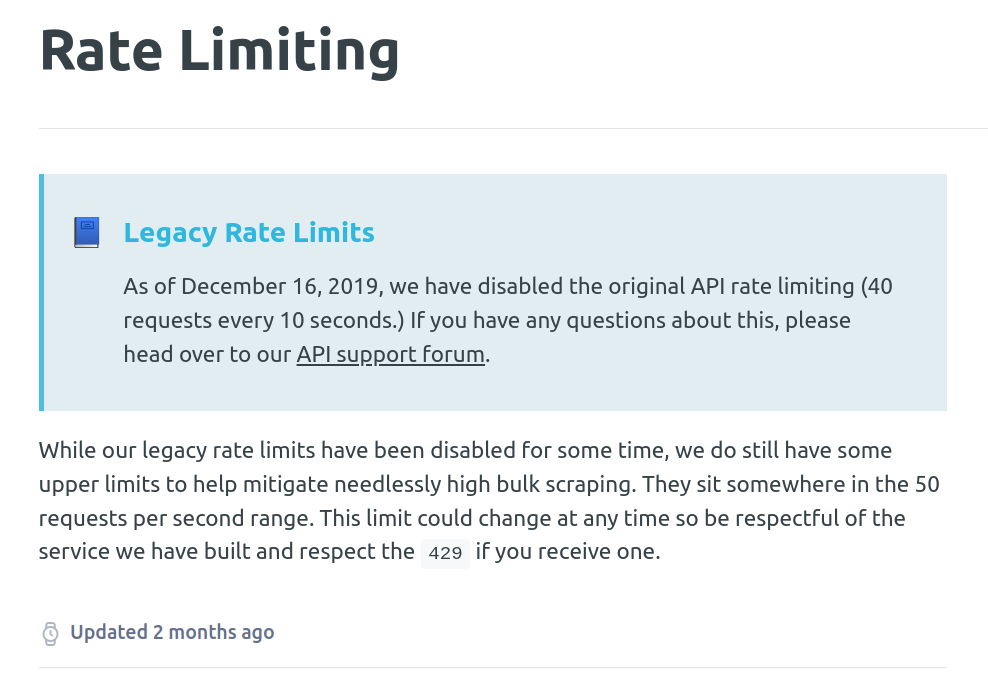 Rate Limiting
Legacy Rate Limits
As of December 16, 2019, we have disabled the original API rate limiting (40
requests every 10 seconds.) If you have any questions about this, please
head over to our API support forum.
While our legacy rate limits have been disabled for some time, we do still have some
upper limits to help mitigate needlessly high bulk scraping. They sit somewhere in the 50
requests per second range. This limit could change at any time so be respectful of the
service we have built and respect the 429 if you receive one.
Updated 2 months ago